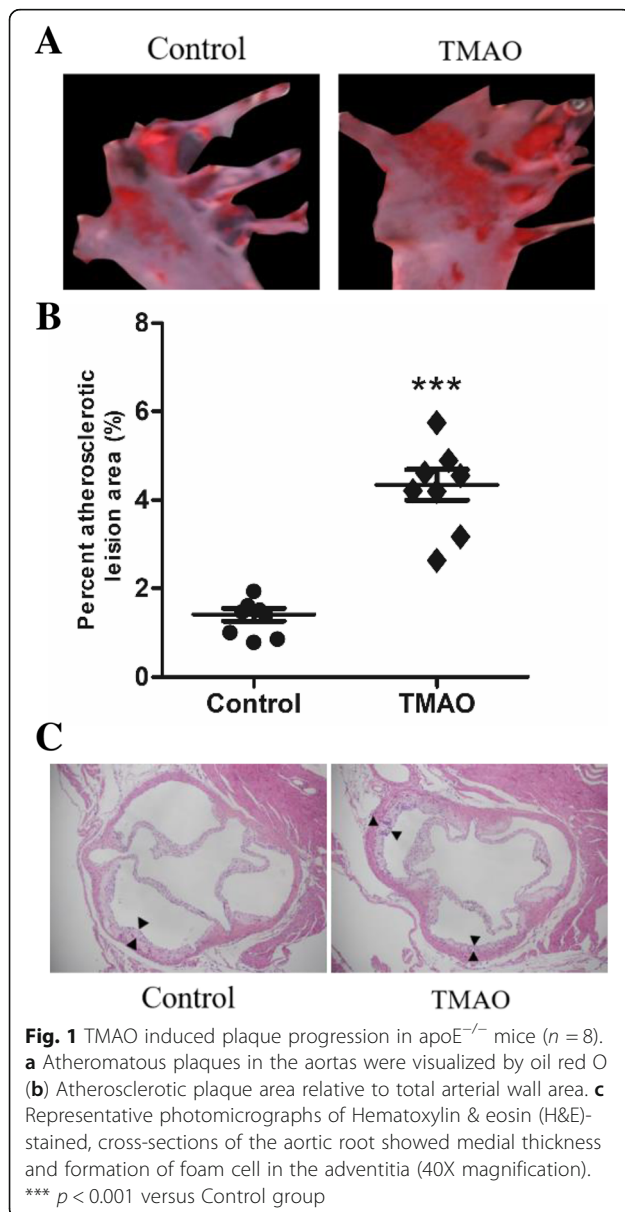 A
Control TMAO
B
8
6
4
2
0
Percent atherosclerotic
leision area (%)
***
Control TMAO
C
Control TMAO
Fig. 1 TMAO induced plaque progression in apoE−/− mice (n = 8).
a Atheromatous plaques in the aortas were visualized by oil red O
(b) Atherosclerotic plaque area relative to total arterial wall area. c
Representative photomicrographs of Hematoxylin & eosin (H&E)-
stained, cross-sections of the aortic root showed medial thickness
and formation of foam cell in the adventitia (40X magnification).
*** p < 0.001 versus Control group